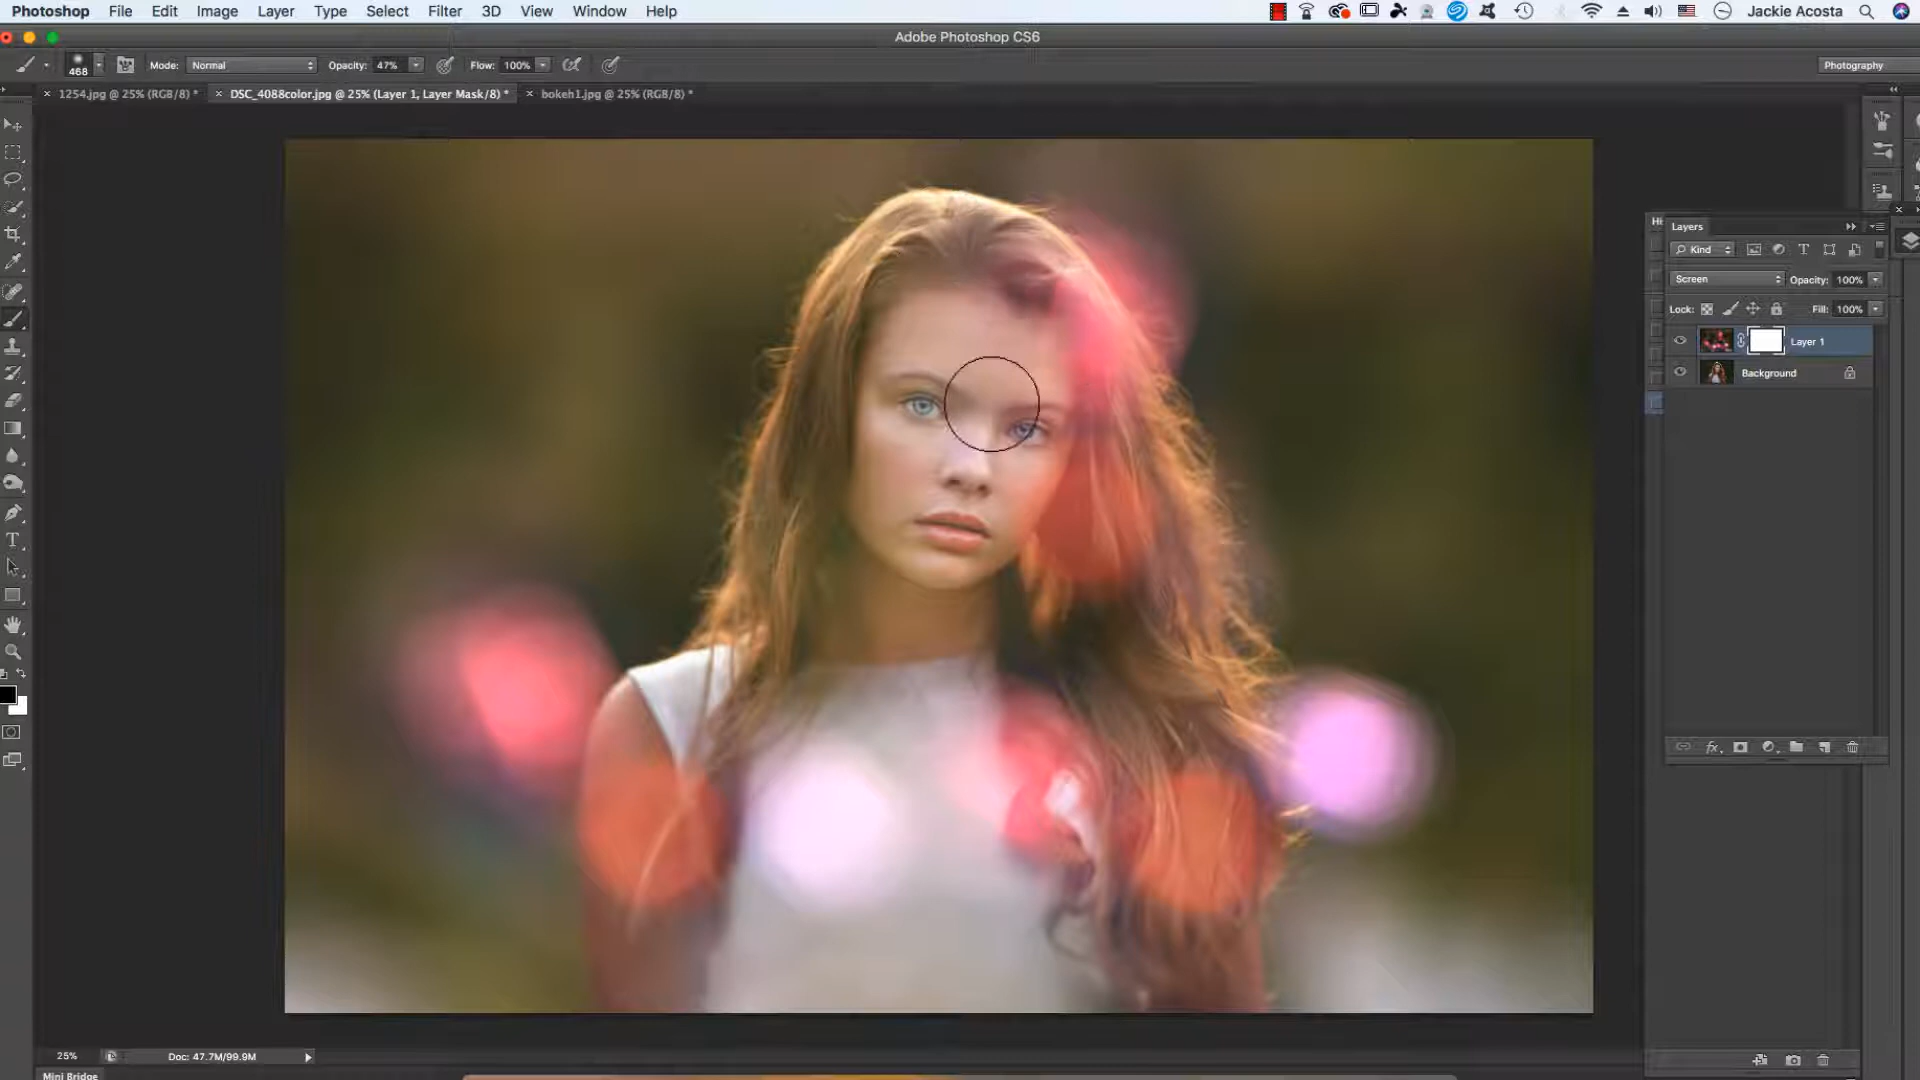 Photoshop File Edit Image Layer Type Select Filter 3D View Window Help Jackie Acosta
Adobe Photoshop CS6
468 Mode: Normal Opacity: 47% Flow: 100% Photography
× 1254.jpg @ 25% (RGB/8) * × DSC_4088color.jpg @ 25% (Layer 1, Layer Mask/8) * × bokeh1.jpg @ 25% (RGB/8) *
Layers
Kind T
Screen Opacity: 100%
Lock: Fill: 100%
Layer 1
Background
fx
25% Doc: 47.7M/99.9M
Mini Bridge